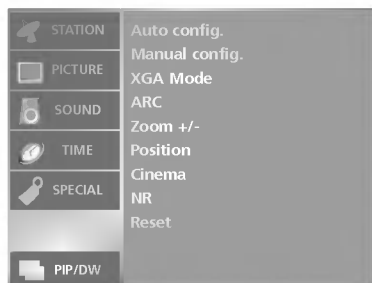 STATION
PICTURE
SOUND
TIME
SPECIAL
PIP/DW
Auto config.
Manual config.
XGA Mode
ARC
Zoom +/-
Position
Cinema
NR
Reset